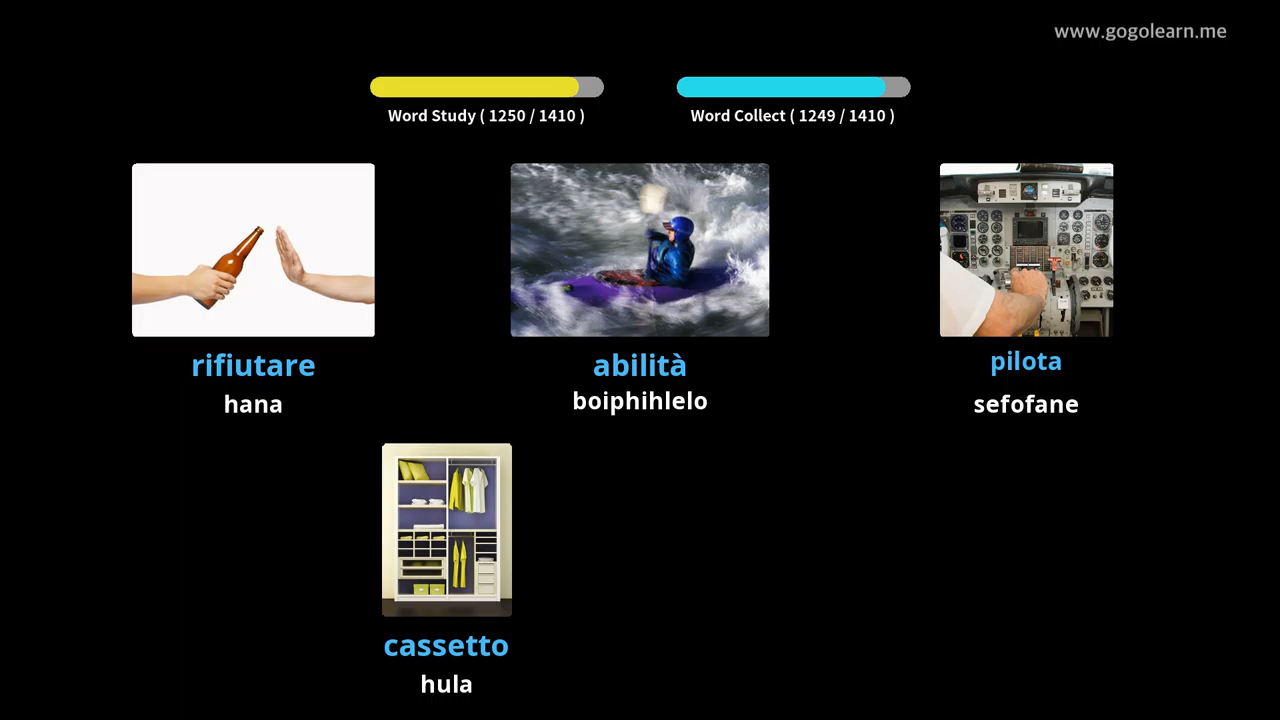 www.gogolearn.me
Word Study ( 1250 / 1410 )
Word Collect ( 1249 / 1410 )
rifiutare
hana
abilità
boiphihlelo
pilota
sefofane
cassetto
hula